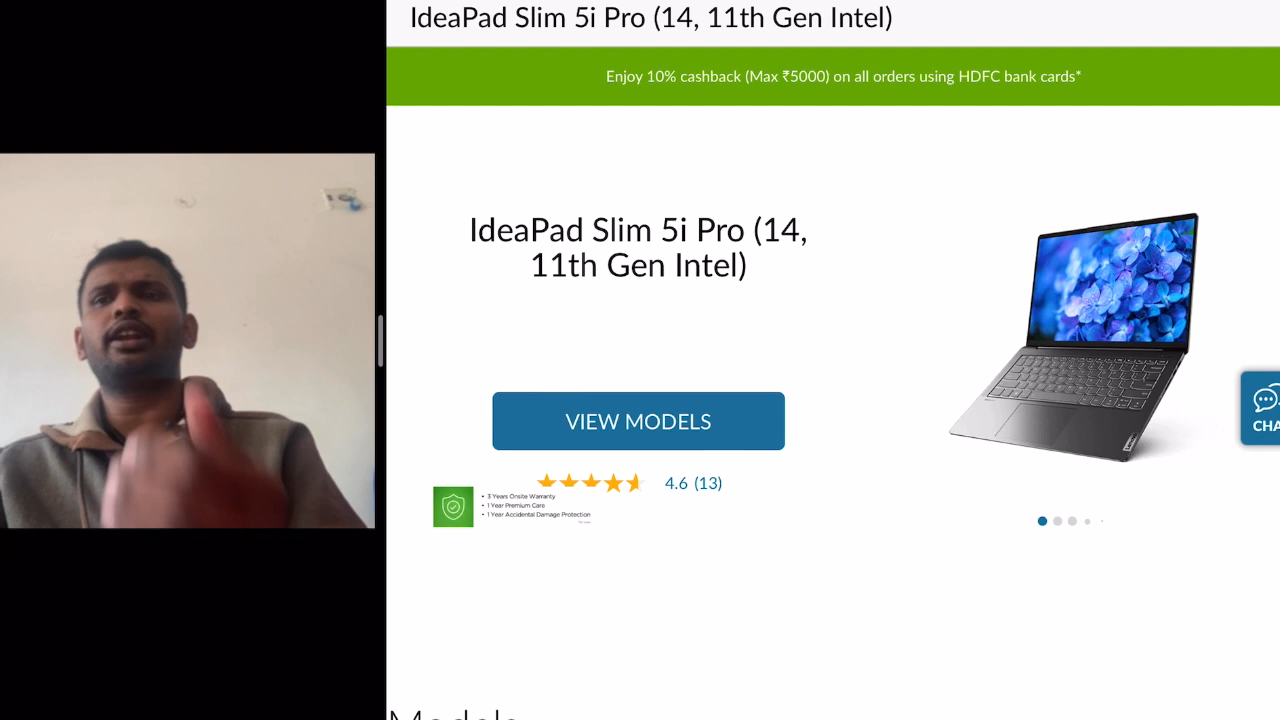 IdeaPad Slim 5i Pro (14, 11th Gen Intel)
Enjoy 10% cashback (Max ₹5000) on all orders using HDFC bank cards*
IdeaPad Slim 5i Pro (14,
11th Gen Intel)
VIEW MODELS
4.6 (13)
• 3 Years Onsite Warranty
• 1 Year Premium Care
• 1 Year Accidental Damage Protection
CHA
Lenovo
Models